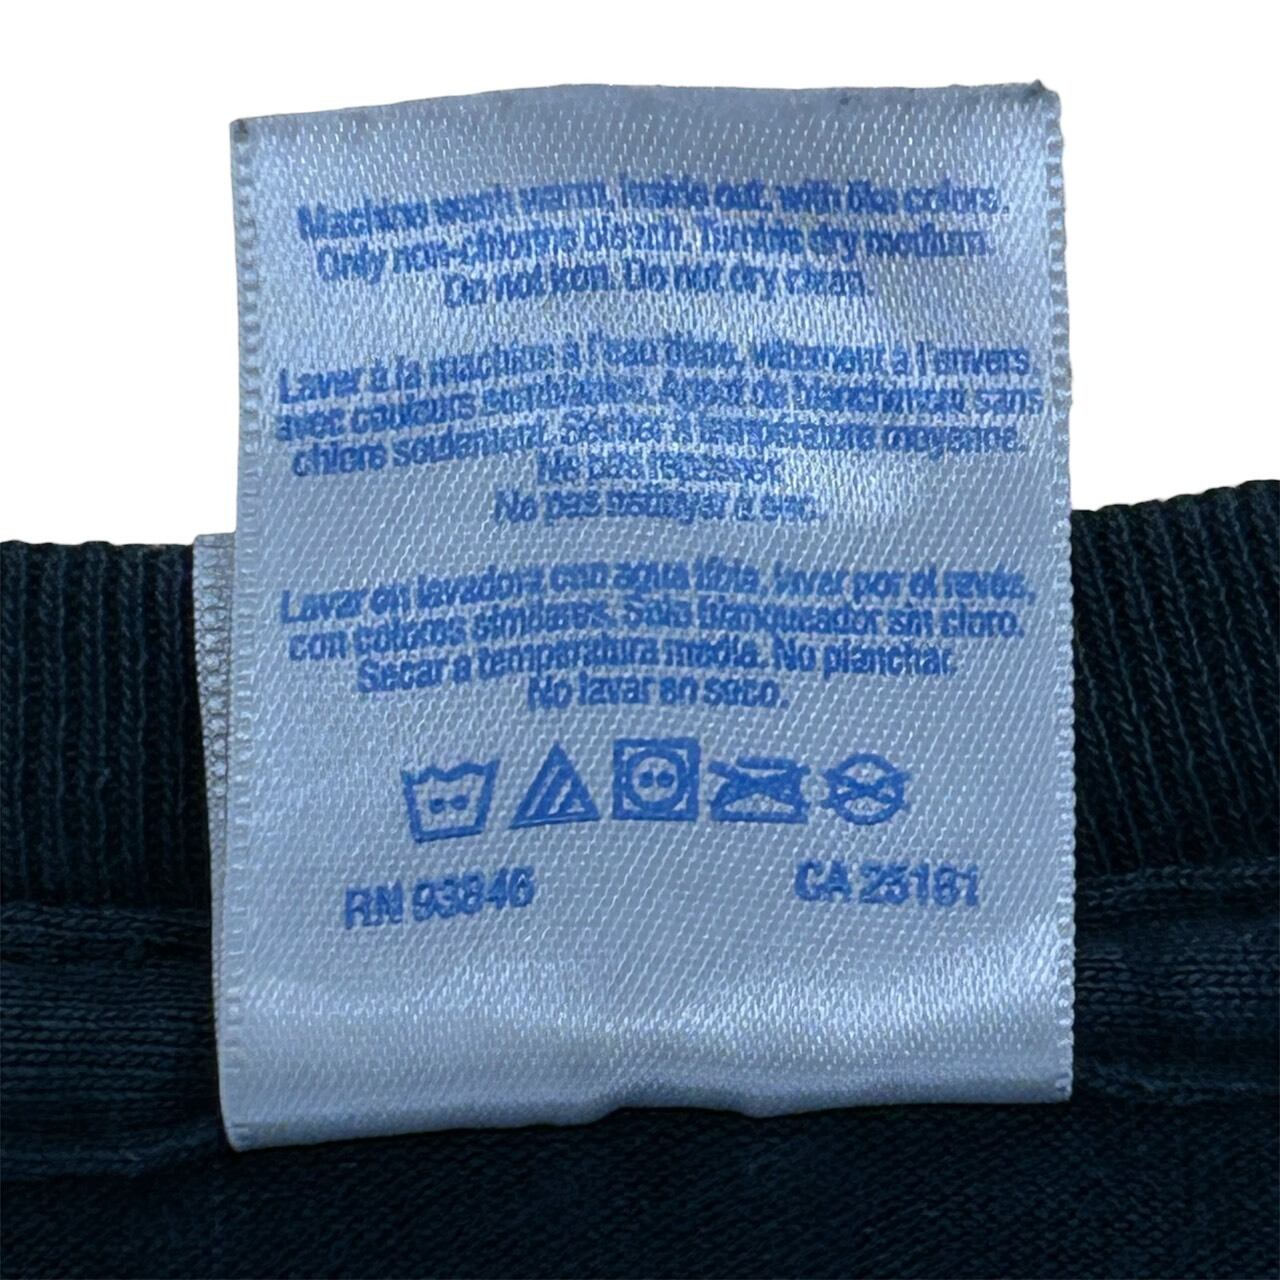 Machine wash warm, inside out, with like colors.
Only non-chlorine bleach. Tumble dry medium.
Do not iron. Do not dry clean.
Laver à la machine à l'eau tiède, vêtement à l'envers
avec couleurs semblables. Agent de blanchiment sans
chlore seulement. Sécher à température moyenne.
Ne pas repasser.
Ne pas nettoyer à sec.
Lavar en lavadora con agua tibia, lavar por el revés,
con colores similares. Sólo blanqueador sin cloro.
Secar a temperatura media. No planchar.
No lavar en seco.
RN 93846 CA 25161